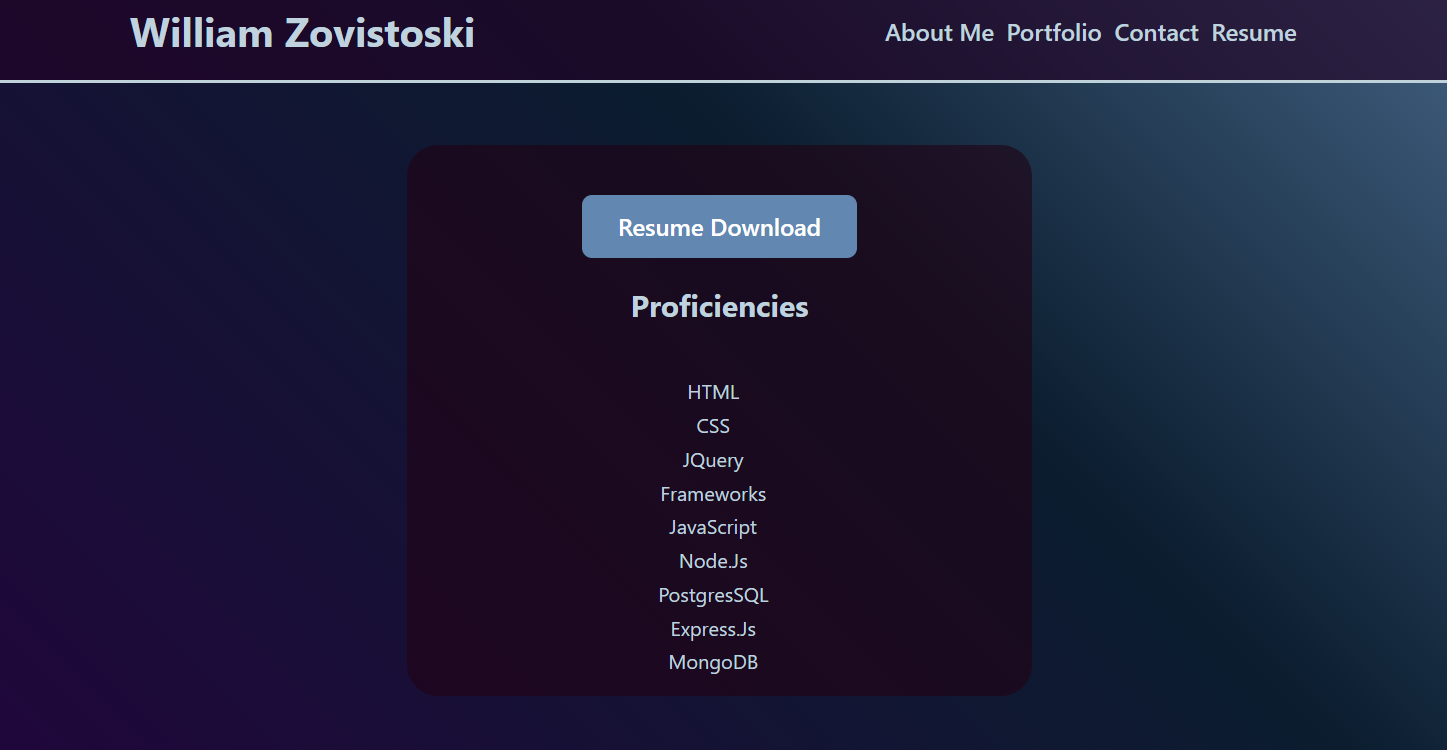 William Zovistoski
About Me Portfolio Contact Resume
Resume Download
Proficiencies
HTML
CSS
JQuery
Frameworks
JavaScript
Node.Js
PostgresSQL
Express.Js
MongoDB